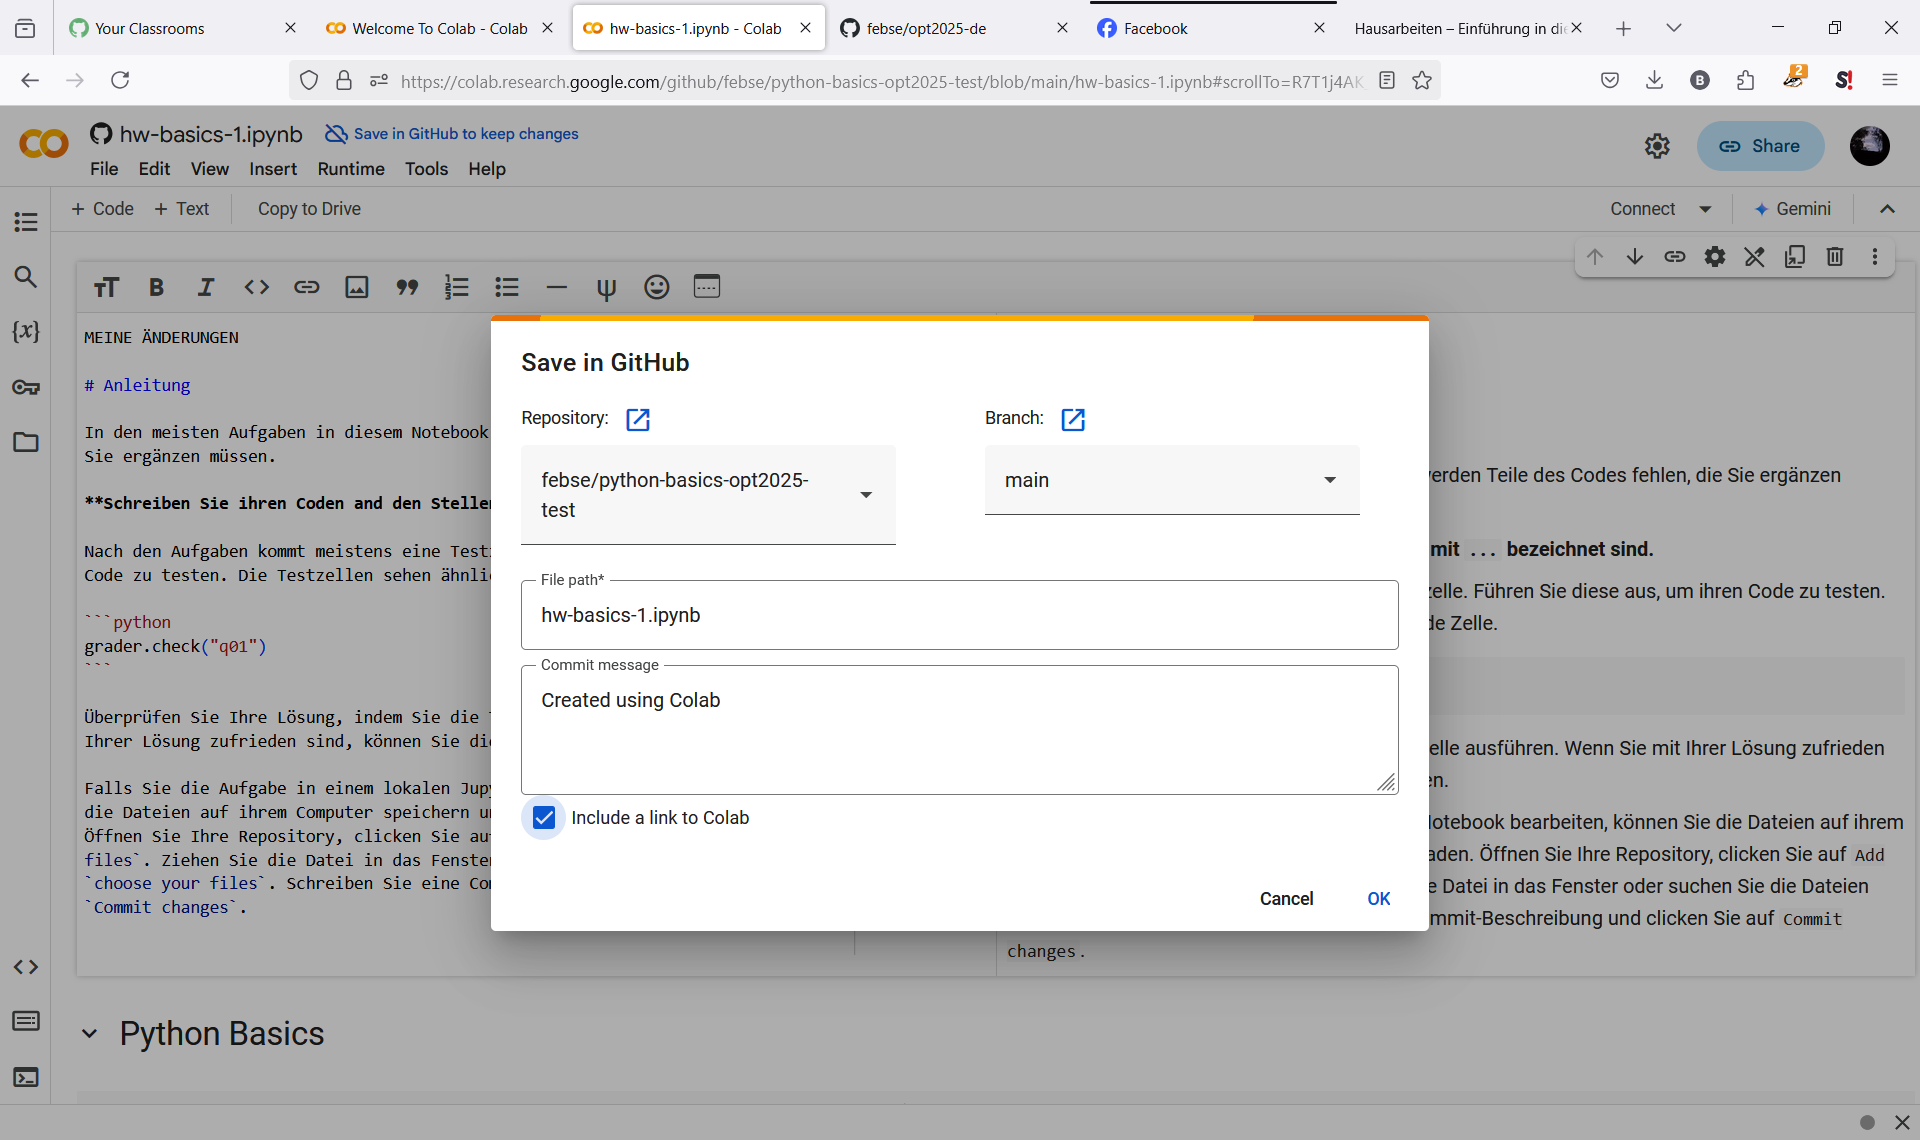 Your Classrooms
Welcome To Colab - Colab
hw-basics-1.ipynb - Colab
febse/opt2025-de
Facebook
Hausarbeiten – Einführung in di
https://colab.research.google.com/github/febse/python-basics-opt2025-test/blob/main/hw-basics-1.ipynb#scrollTo=R7T1j4AK
B
2
S!
hw-basics-1.ipynb
Save in GitHub to keep changes
File Edit View Insert Runtime Tools Help
Share
+ Code + Text Copy to Drive
Connect
Gemini
MEINE ÄNDERUNGEN
# Anleitung
In den meisten Aufgaben in diesem Notebook
Sie ergänzen müssen.
**Schreiben Sie ihren Coden and den Stellen
Nach den Aufgaben kommt meistens eine Test
Code zu testen. Die Testzellen sehen ähnli
```python
grader.check("q01")
```
Überprüfen Sie Ihre Lösung, indem Sie die
Ihrer Lösung zufrieden sind, können Sie die
Falls Sie die Aufgabe in einem lokalen Jup
die Dateien auf ihrem Computer speichern u
Öffnen Sie Ihre Repository, clicken Sie au
files`. Ziehen Sie die Datei in das Fenster
`choose your files`. Schreiben Sie eine Co
`Commit changes`.
Save in GitHub
Repository:
Branch:
febse/python-basics-opt2025-
test
main
File path*
hw-basics-1.ipynb
Commit message
Created using Colab
Include a link to Colab
Cancel
OK
werden Teile des Codes fehlen, die Sie ergänzen
mit ... bezeichnet sind.
zelle. Führen Sie diese aus, um ihren Code zu testen.
de Zelle.
elle ausführen. Wenn Sie mit Ihrer Lösung zufrieden
en.
Notebook bearbeiten, können Sie die Dateien auf ihrem
aden. Öffnen Sie Ihre Repository, clicken Sie auf Add
e Datei in das Fenster oder suchen Sie die Dateien
mmit-Beschreibung und clicken Sie auf Commit
changes.
Python Basics